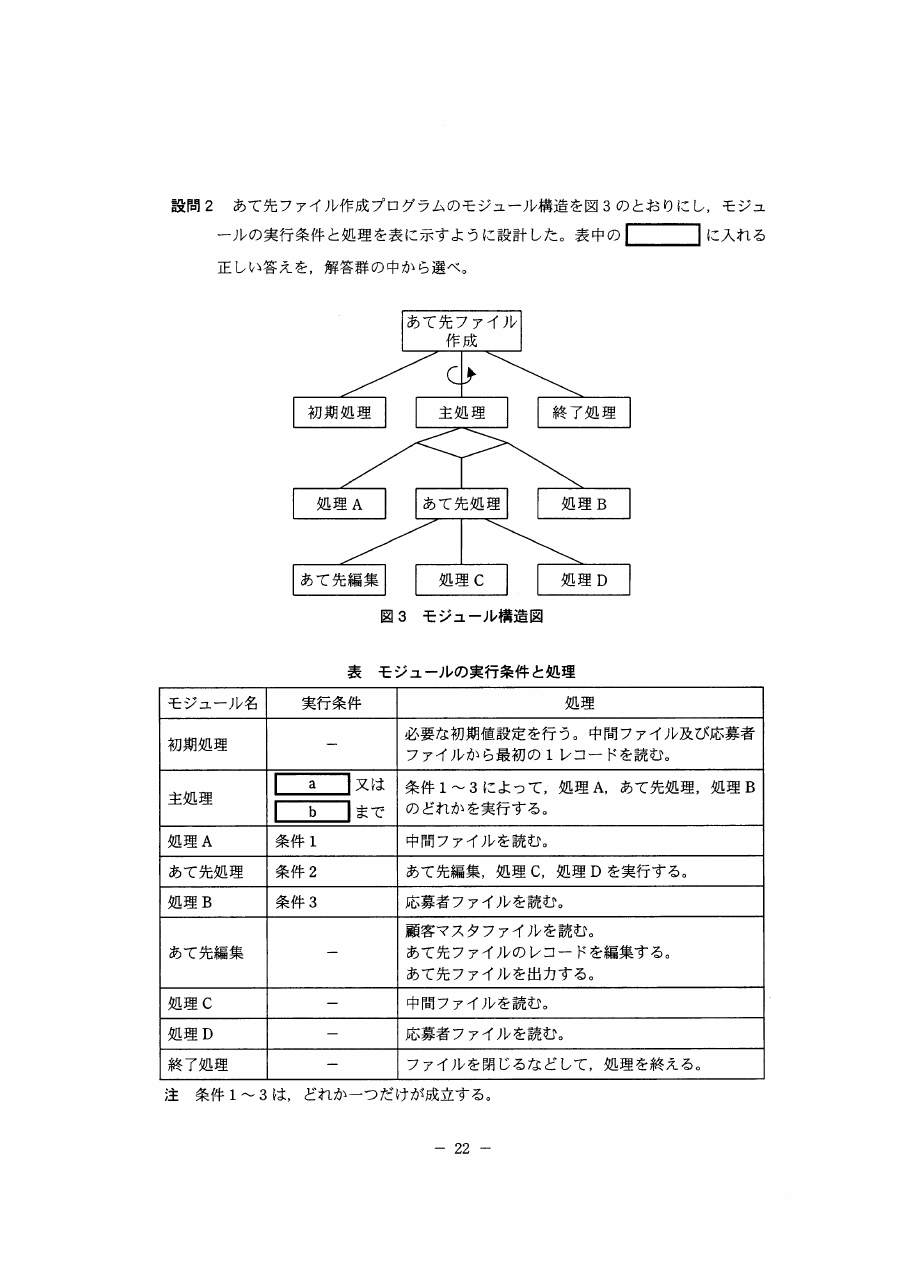 設問2 あて先ファイル作成プログラムのモジュール構造を図3のとおりにし，モジュ
ールの実行条件と処理を表に示すように設計した。表中の に入れる
正しい答えを，解答群の中から選べ。
あて先ファイル
作成
初期処理 主処理 終了処理
処理A あて先処理 処理B
あて先編集 処理C 処理D
図3 モジュール構造図
表 モジュールの実行条件と処理
モジュール名 実行条件 処理
初期処理 － 必要な初期値設定を行う。中間ファイル及び応募者
ファイルから最初の1レコードを読む。
主処理 a 又は 条件1～3によって，処理A，あて先処理，処理B
b まで のどれかを実行する。
処理A 条件1 中間ファイルを読む。
あて先処理 条件2 あて先編集，処理C，処理Dを実行する。
処理B 条件3 応募者ファイルを読む。
あて先編集 － 顧客マスタファイルを読む。
あて先ファイルのレコードを編集する。
あて先ファイルを出力する。
処理C － 中間ファイルを読む。
処理D － 応募者ファイルを読む。
終了処理 － ファイルを閉じるなどして，処理を終える。
注 条件1～3は，どれか一つだけが成立する。
－ 22 －